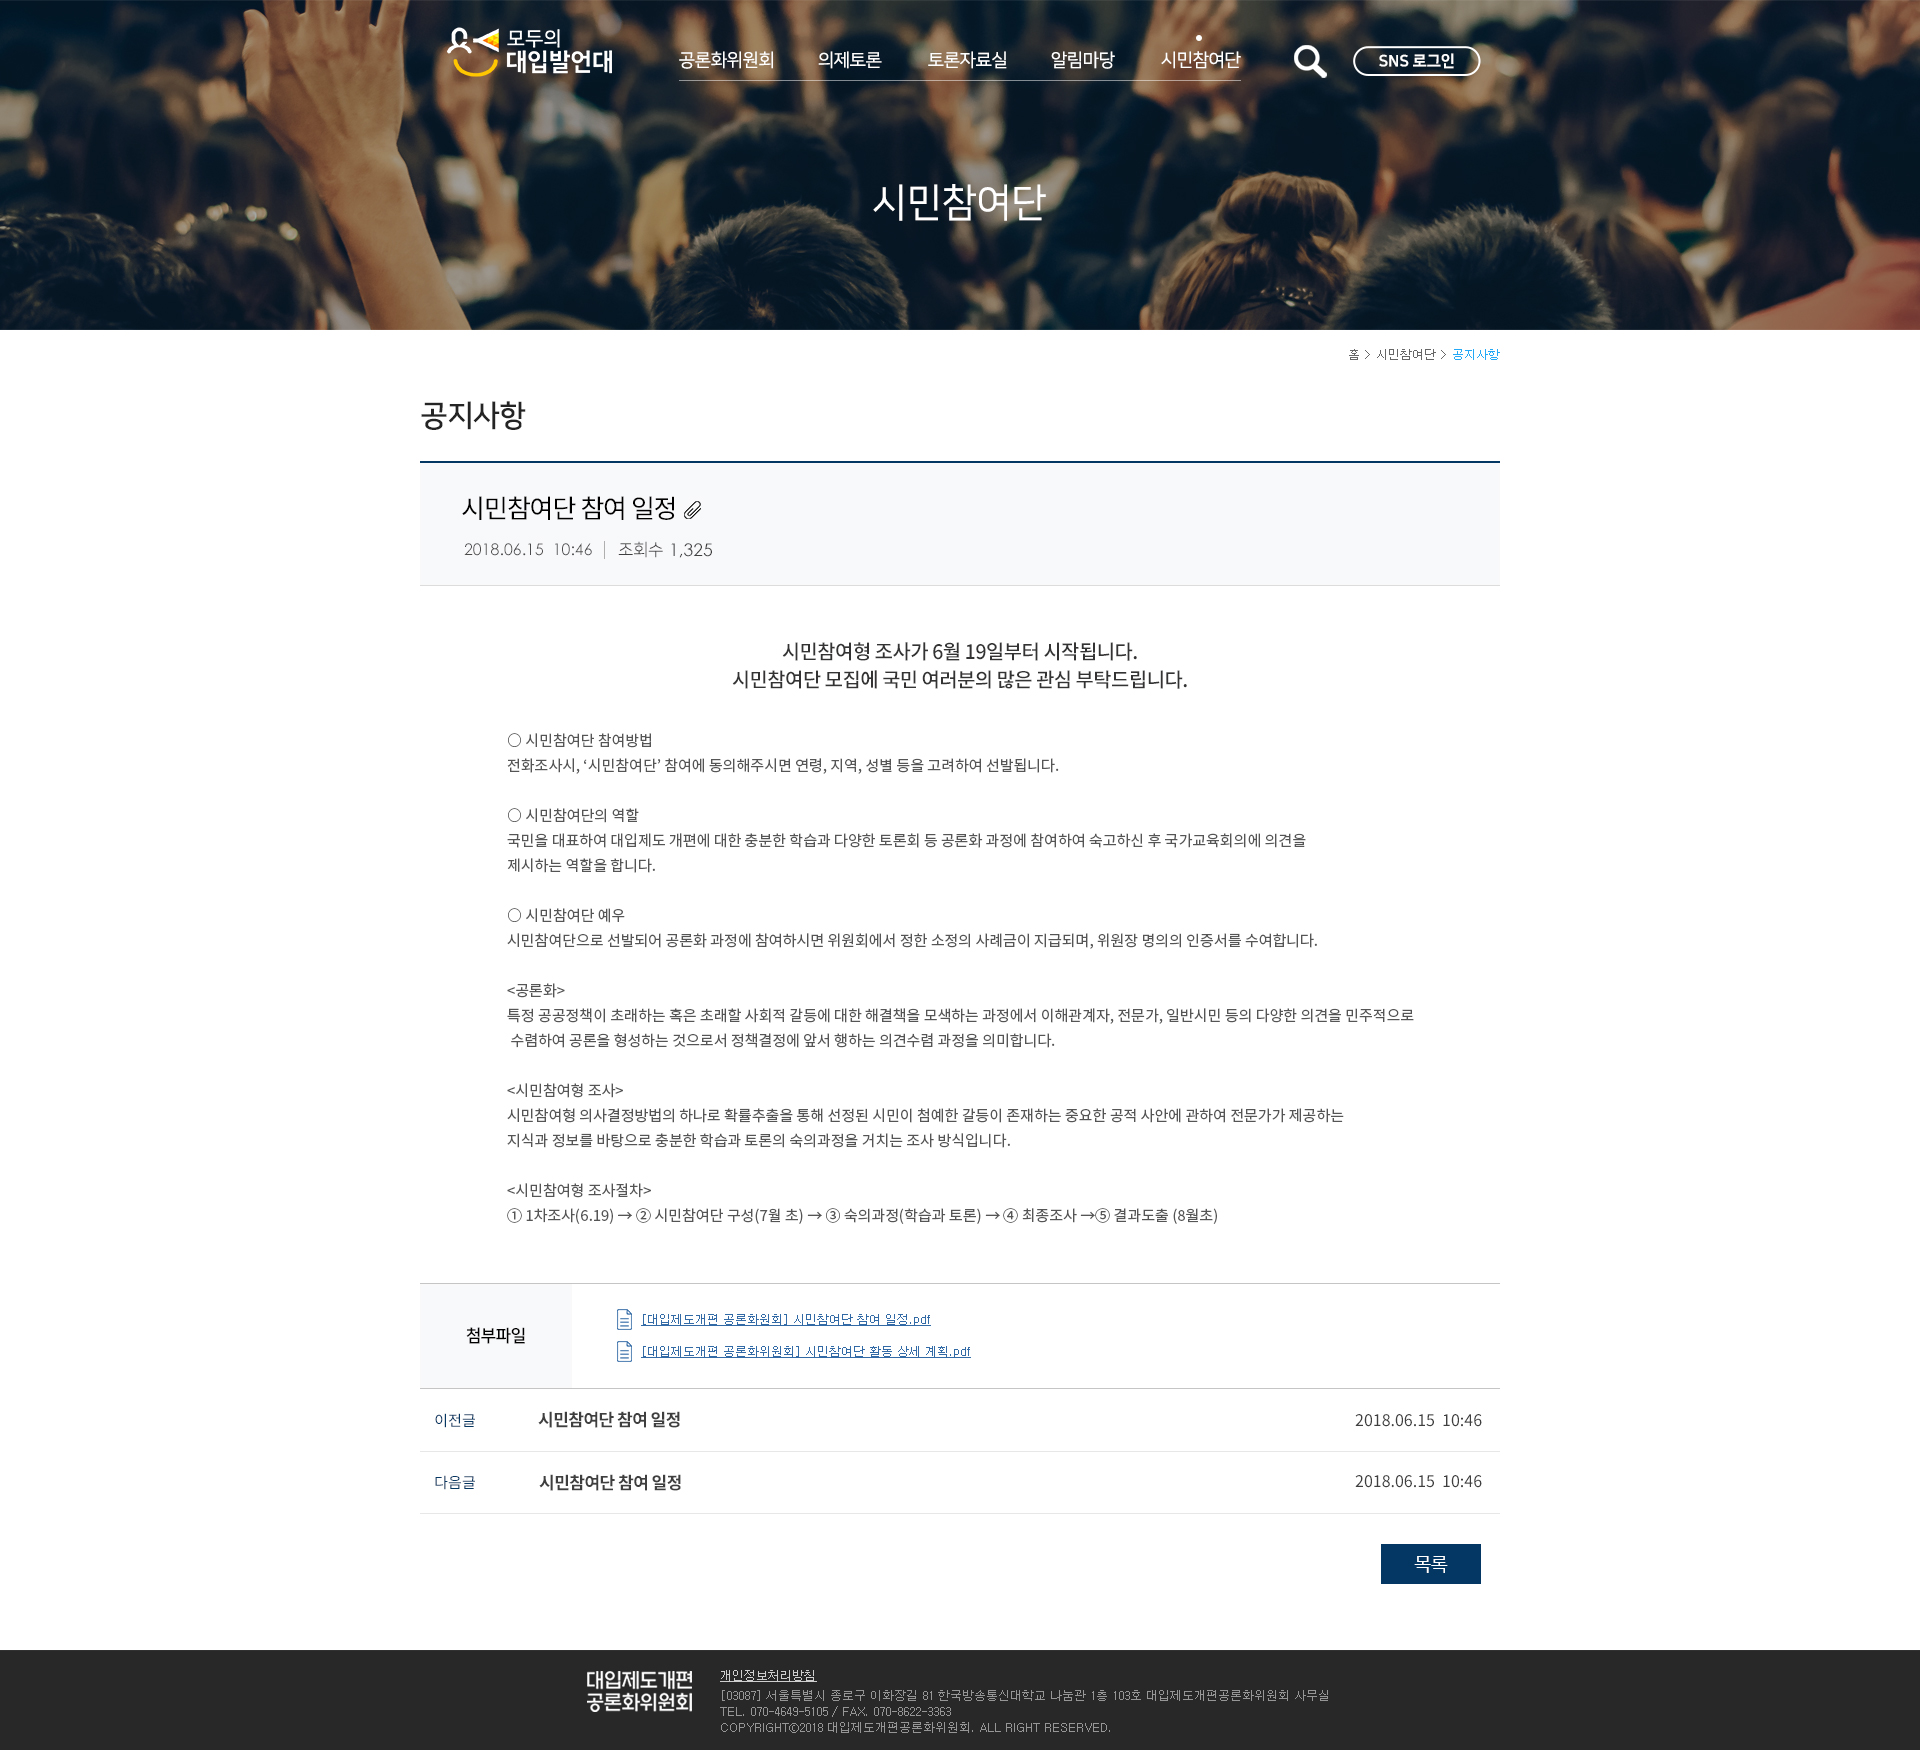 모두의
대입발언대
공론화위원회 의제토론 토론자료실 알림마당 시민참여단
SNS 로그인
시민참여단
홈 > 시민참여단 > 공지사항
공지사항
시민참여단 참여 일정
2018.06.15 10:46 | 조회수 1,325
시민참여형 조사가 6월 19일부터 시작됩니다.
시민참여단 모집에 국민 여러분의 많은 관심 부탁드립니다.
○ 시민참여단 참여방법
전화조사시, ‘시민참여단’ 참여에 동의해주시면 연령, 지역, 성별 등을 고려하여 선발됩니다.
○ 시민참여단의 역할
국민을 대표하여 대입제도 개편에 대한 충분한 학습과 다양한 토론회 등 공론화 과정에 참여하여 숙고하신 후 국가교육회의에 의견을
제시하는 역할을 합니다.
○ 시민참여단 예우
시민참여단으로 선발되어 공론화 과정에 참여하시면 위원회에서 정한 소정의 사례금이 지급되며, 위원장 명의의 인증서를 수여합니다.
<공론화>
특정 공공정책이 초래하는 혹은 초래할 사회적 갈등에 대한 해결책을 모색하는 과정에서 이해관계자, 전문가, 일반시민 등의 다양한 의견을 민주적으로
수렴하여 공론을 형성하는 것으로서 정책결정에 앞서 행하는 의견수렴 과정을 의미합니다.
<시민참여형 조사>
시민참여형 의사결정방법의 하나로 확률추출을 통해 선정된 시민이 첨예한 갈등이 존재하는 중요한 공적 사안에 관하여 전문가가 제공하는
지식과 정보를 바탕으로 충분한 학습과 토론의 숙의과정을 거치는 조사 방식입니다.
<시민참여형 조사절차>
① 1차조사(6.19) → ② 시민참여단 구성(7월 초) → ③ 숙의과정(학습과 토론) → ④ 최종조사 →⑤ 결과도출 (8월초)
첨부파일
[대입제도개편 공론화원회] 시민참여단 참여 일정.pdf
[대입제도개편 공론화위원회] 시민참여단 활동 상세 계획.pdf
이전글 시민참여단 참여 일정 2018.06.15 10:46
다음글 시민참여단 참여 일정 2018.06.15 10:46
목록
대입제도개편
공론화위원회
개인정보처리방침
[03087] 서울특별시 종로구 이화장길 81 한국방송통신대학교 나눔관 1층 103호 대입제도개편공론화위원회 사무실
TEL. 070-4649-5105 / FAX. 070-8622-3363
COPYRIGHT©2018 대입제도개편공론화위원회. ALL RIGHT RESERVED.